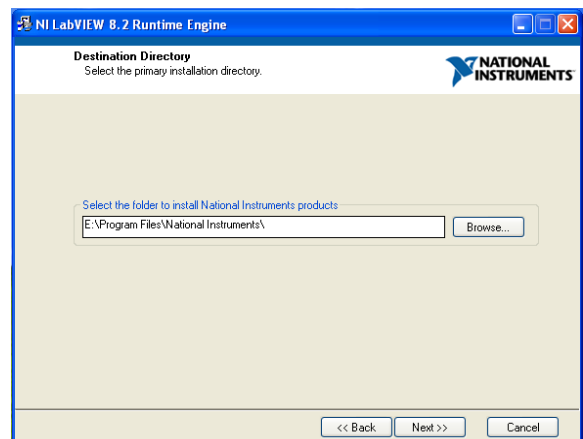 NI LabVIEW 8.2 Runtime Engine
Destination Directory
Select the primary installation directory.
NATIONAL
INSTRUMENTS
Select the folder to install National Instruments products
E:\Program Files\National Instruments\
Browse...
<< Back
Next >>
Cancel